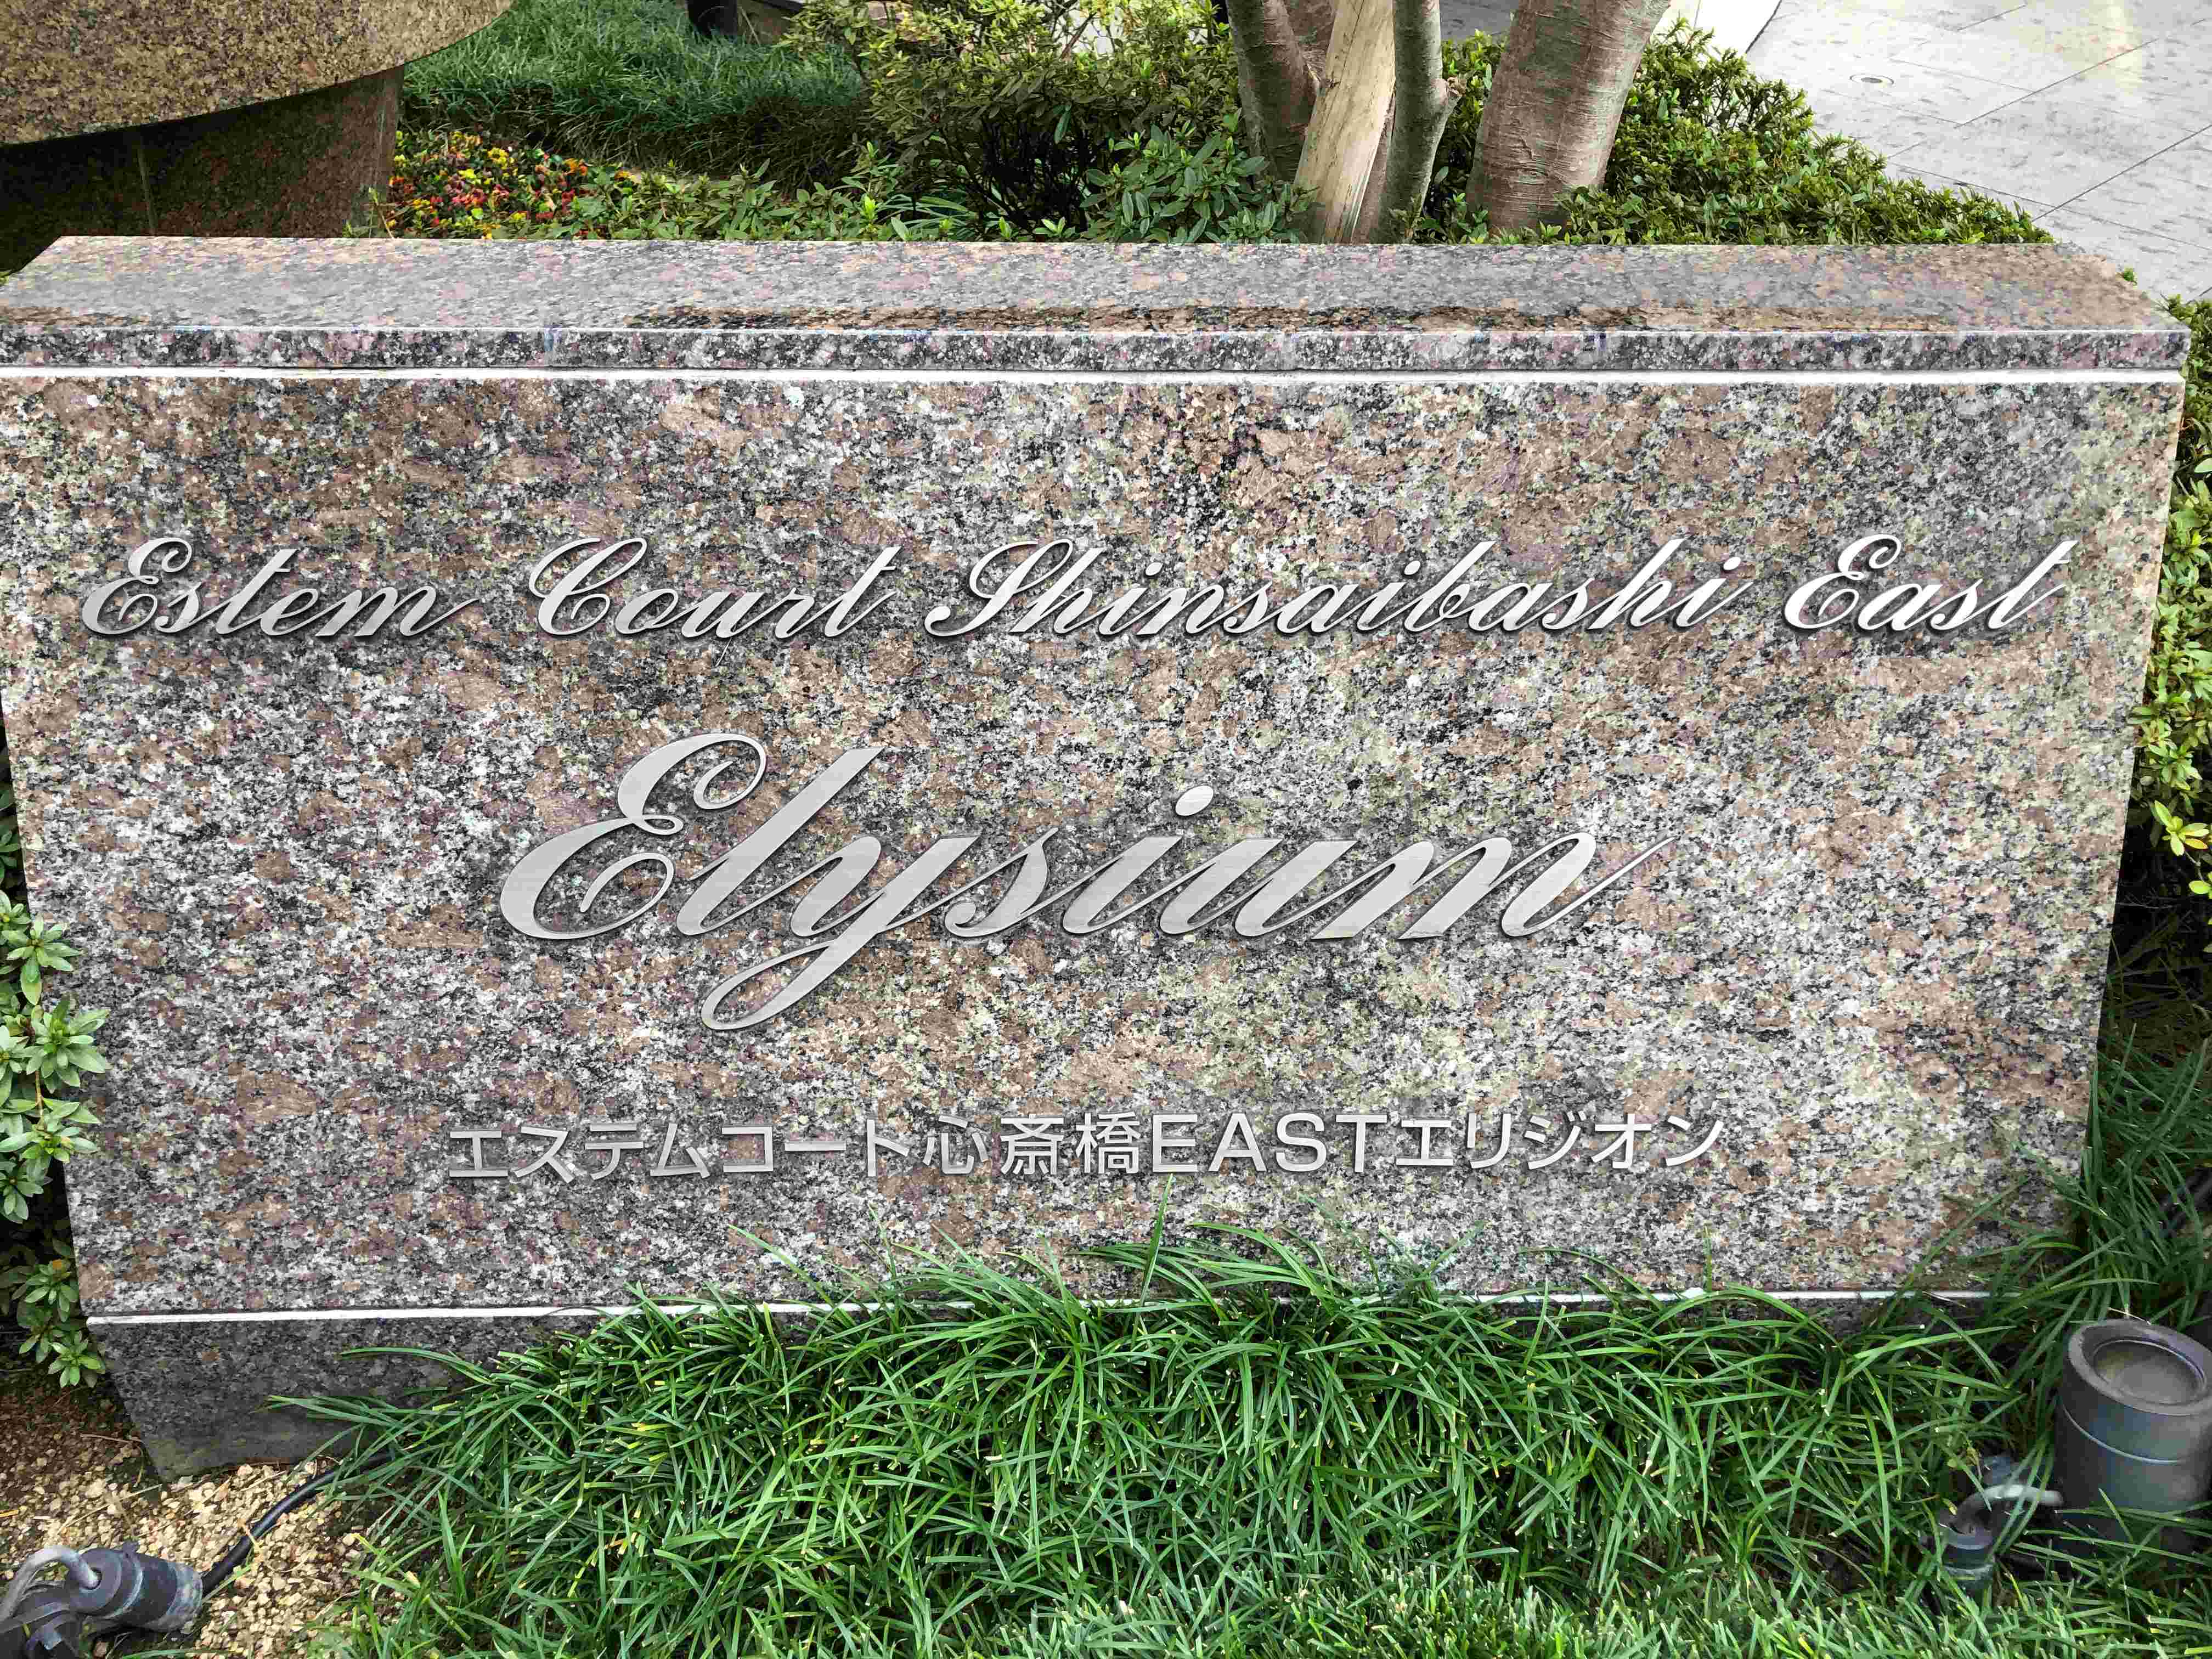 Estem Court Shinsaibashi East
Elysium
エステムコート心斎橋EASTエリジオン